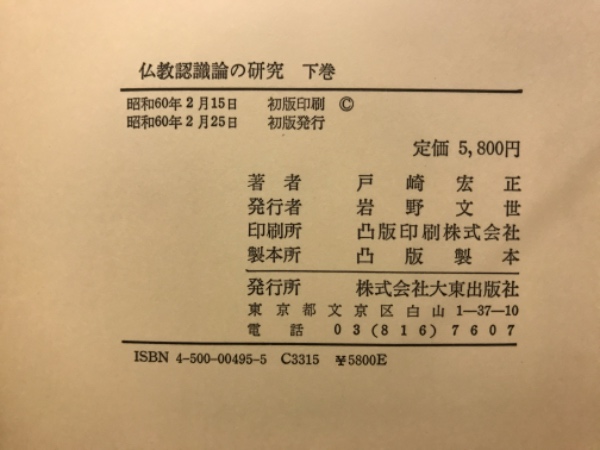 仏教認識論の研究 下巻
昭和60年2月15日 初版印刷 ©
昭和60年2月25日 初版発行
定価 5,800円
著者 戸崎宏正
発行者 岩野文世
印刷所 凸版印刷株式会社
製本所 凸版製本
発行所 株式会社大東出版社
東京都文京区白山1―37―10
電話 03(816)7607
ISBN 4-500-00495-5 C3315 ¥5800E